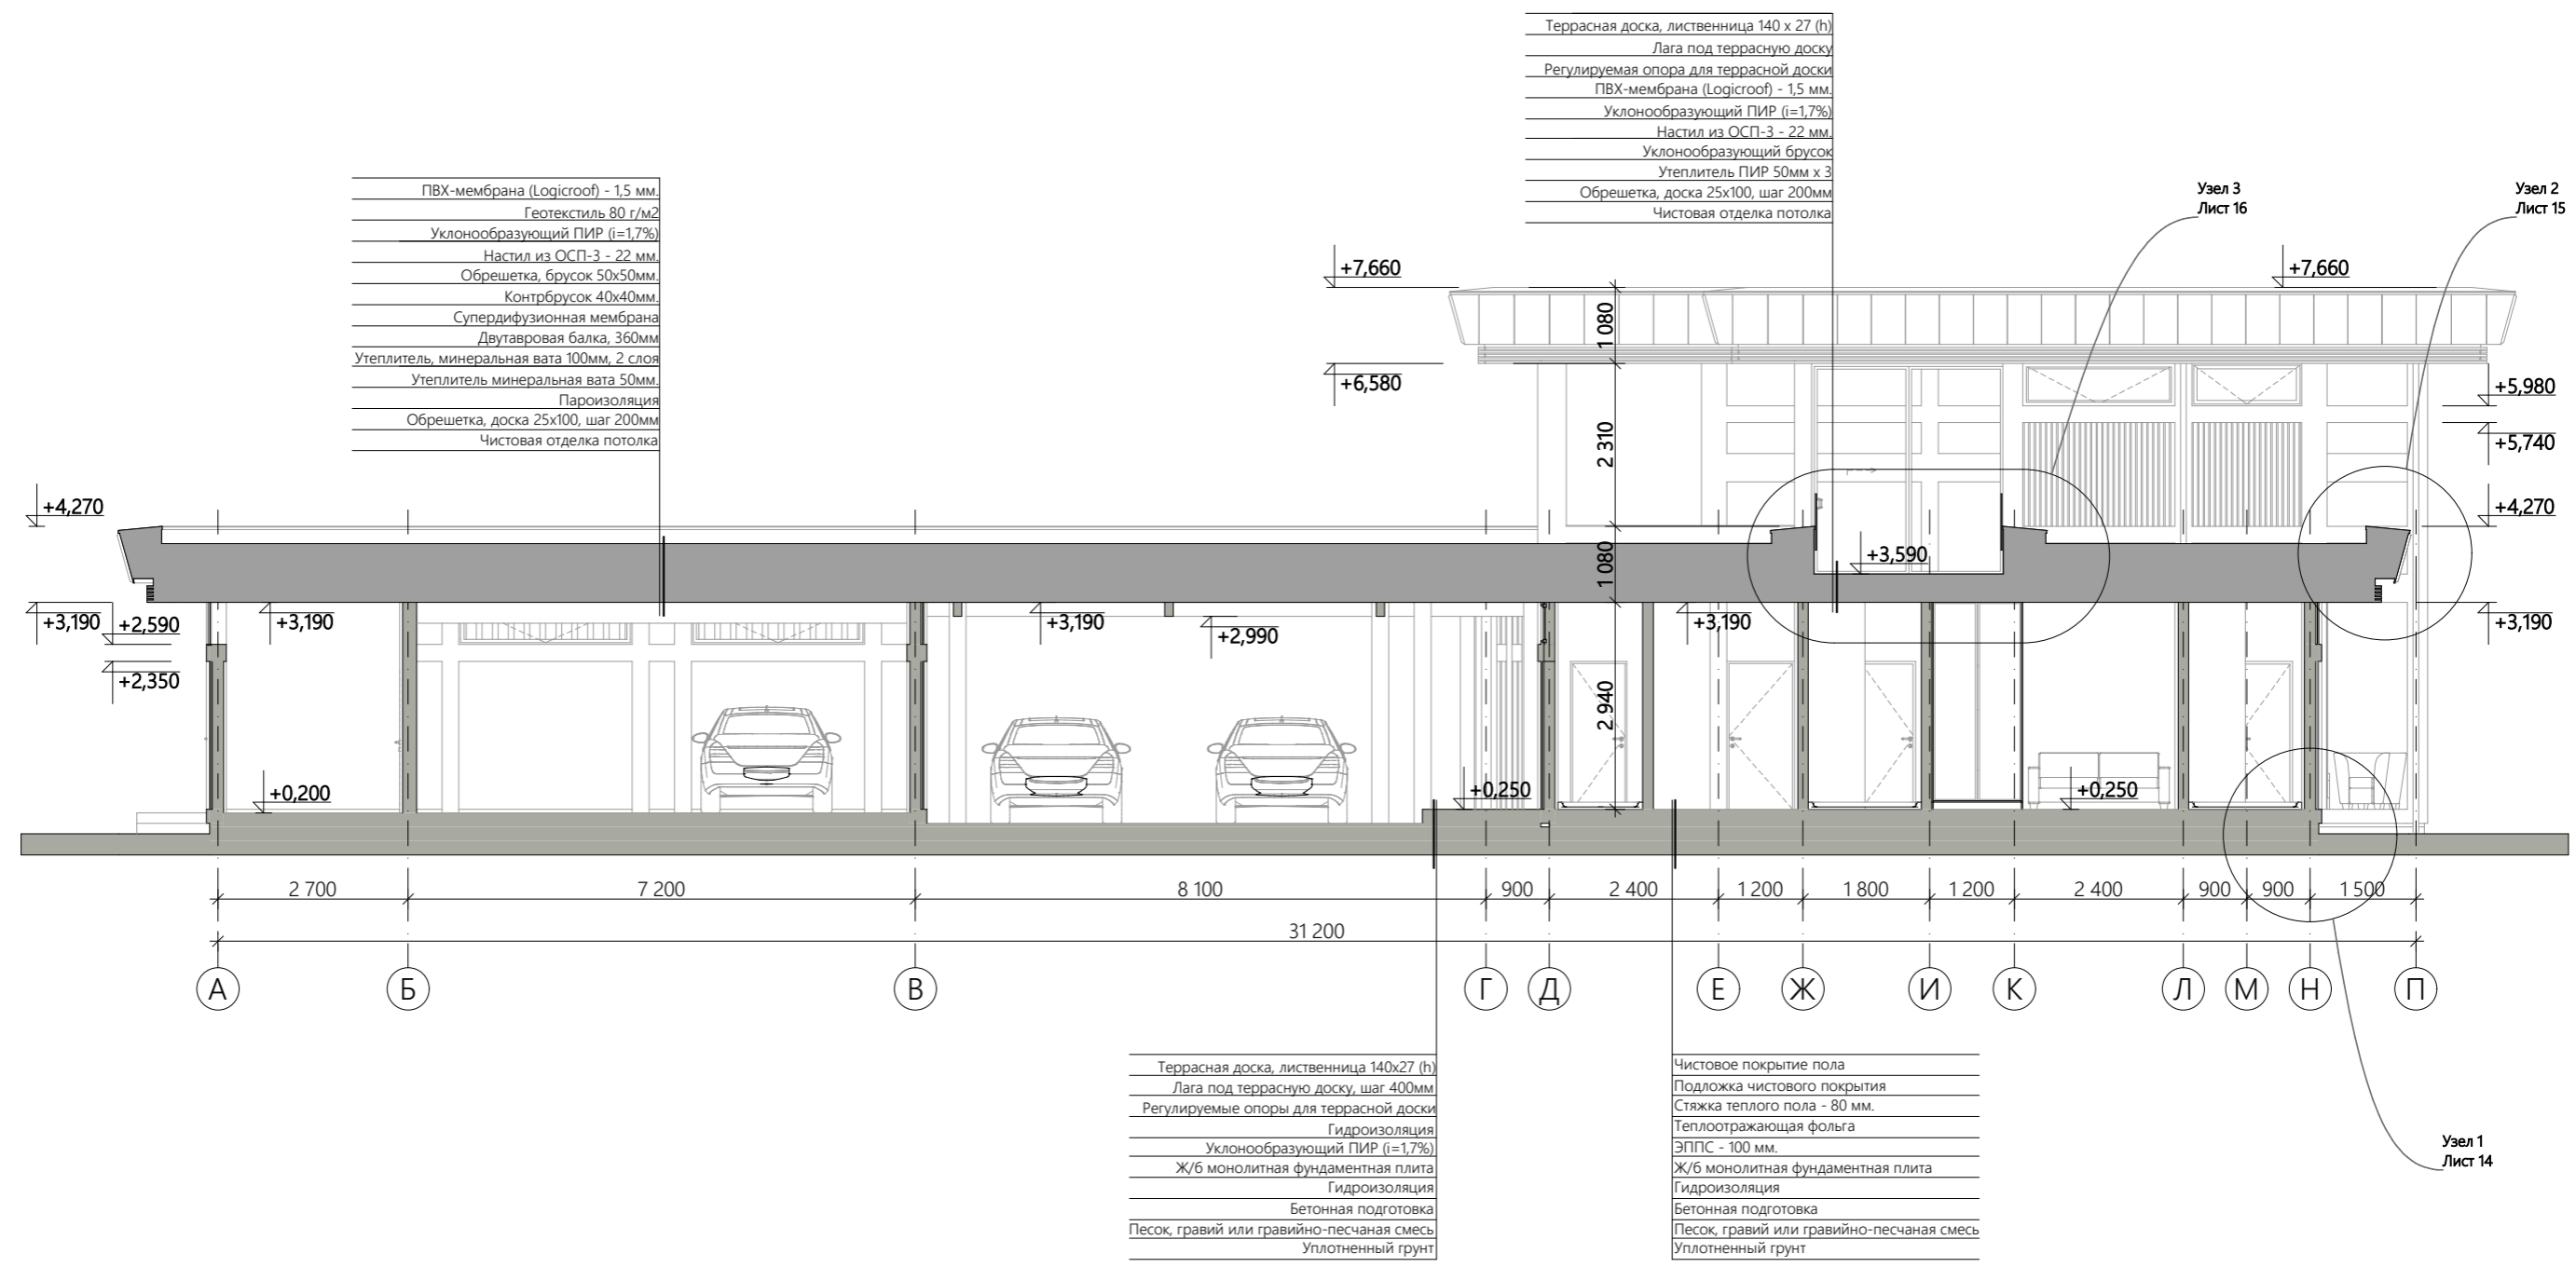 Террасная доска, лиственница 140 х 27 (h)
Лага под террасную доску
Регулируемая опора для террасной доски
ПВХ-мембрана (Logicroof) - 1,5 мм.
Уклонообразующий ПИР (i=1,7%)
Настил из ОСП-3 - 22 мм.
Уклонообразующий брусок
Утеплитель ПИР 50мм х 3
Обрешетка, доска 25х100, шаг 200мм
Чистовая отделка потолка
ПВХ-мембрана (Logicroof) - 1,5 мм.
Геотекстиль 80 г/м2
Уклонообразующий ПИР (i=1,7%)
Настил из ОСП-3 - 22 мм.
Обрешетка, брусок 50х50мм.
Контрбрусок 40х40мм.
Супердифузионная мембрана
Двутавровая балка, 360мм
Утеплитель, минеральная вата 100мм, 2 слоя
Утеплитель минеральная вата 50мм.
Пароизоляция
Обрешетка, доска 25х100, шаг 200мм
Чистовая отделка потолка
Узел 3
Лист 16
Узел 2
Лист 15
+7,660
+7,660
1 080
+6,580
+5,980
2 310
+5,740
+4,270
+4,270
1 080
+3,590
+3,190
+2,590
+3,190
+3,190
+2,990
+3,190
+3,190
+2,350
2 940
+0,200
+0,250
+0,250
2 700
7 200
8 100
900
2 400
1 200
1 800
1 200
2 400
900
900
1 500
31 200
А
Б
В
Г
Д
Е
Ж
И
К
Л
М
Н
П
Террасная доска, лиственница 140х27 (h)
Лага под террасную доску, шаг 400мм
Регулируемые опоры для террасной доски
Гидроизоляция
Уклонообразующий ПИР (i=1,7%)
Ж/б монолитная фундаментная плита
Гидроизоляция
Бетонная подготовка
Песок, гравий или гравийно-песчаная смесь
Уплотненный грунт
Чистовое покрытие пола
Подложка чистового покрытия
Стяжка теплого пола - 80 мм.
Теплоотражающая фольга
ЭППС - 100 мм.
Ж/б монолитная фундаментная плита
Гидроизоляция
Бетонная подготовка
Песок, гравий или гравийно-песчаная смесь
Уплотненный грунт
Узел 1
Лист 14